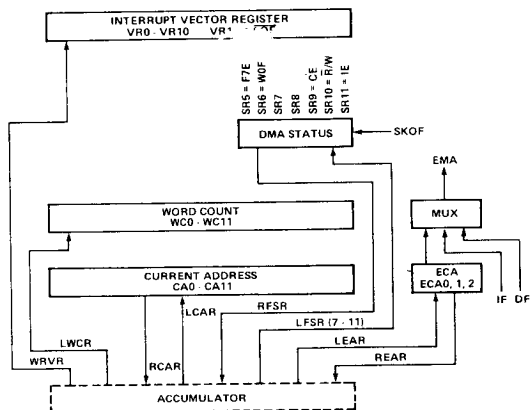 INTERRUPT VECTOR REGISTER
VR0 - VR10 VR1
SR5 = F7E
SR6 = W0F
SR7
SR8
SR9 = CE
SR10 = R/W
SR11 = IE
DMA STATUS
SKOF
EMA
WORD COUNT
WC0 - WC11
MUX
CURRENT ADDRESS
CA0 - CA11
ECA
ECA0, 1, 2
LCAR
RFSR
IF
DF
LFSR (7 - 11)
LWCR
LEAR
WRVR
RCAR
REAR
ACCUMULATOR